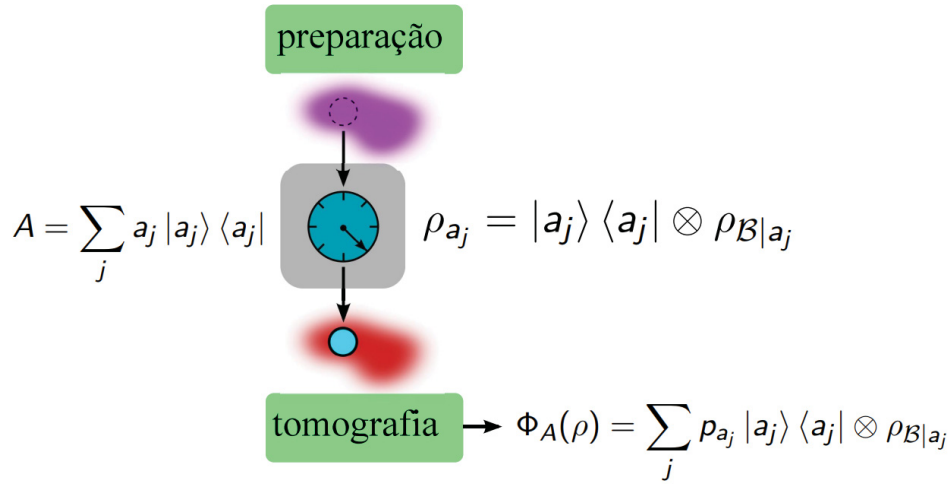 preparação
A = ∑_j a_j |a_j⟩ ⟨a_j|
ρ_{a_j} = |a_j⟩ ⟨a_j| ⊗ ρ_{ℬ|a_j}
tomografia
Φ_A(ρ) = ∑_j p_{a_j} |a_j⟩ ⟨a_j| ⊗ ρ_{ℬ|a_j}